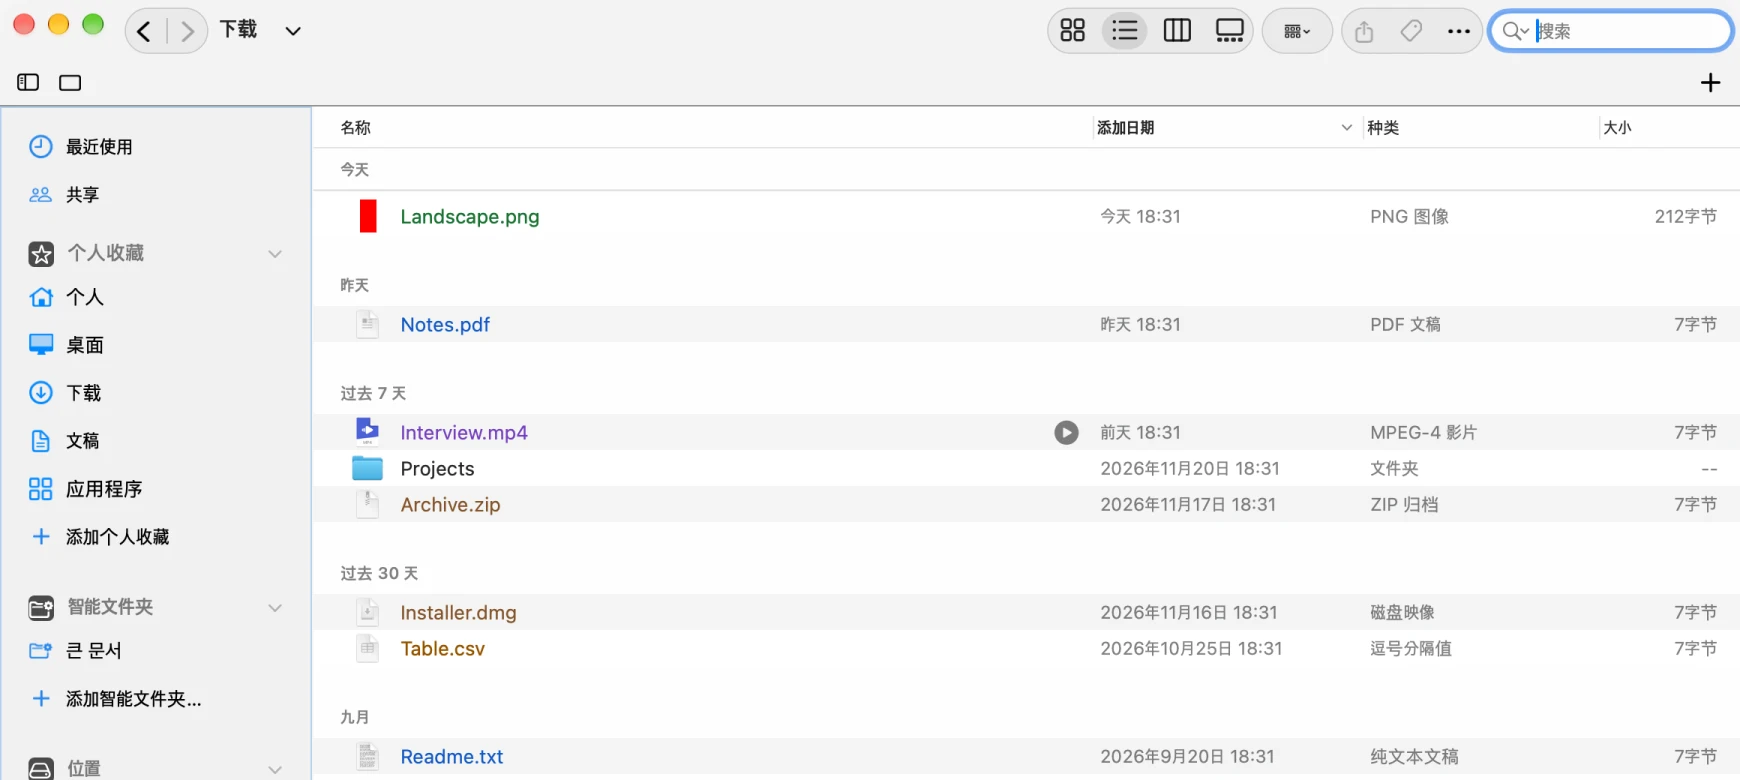 下载
搜索
最近使用
共享
个人收藏
个人
桌面
下载
文稿
应用程序
添加个人收藏
智能文件夹
큰 문서
添加智能文件夹...
位置
名称 添加日期 种类 大小
今天
Landscape.png 今天 18:31 PNG 图像 212字节
昨天
Notes.pdf 昨天 18:31 PDF 文稿 7字节
过去 7 天
Interview.mp4 前天 18:31 MPEG-4 影片 7字节
Projects 2026年11月20日 18:31 文件夹 --
Archive.zip 2026年11月17日 18:31 ZIP 归档 7字节
过去 30 天
Installer.dmg 2026年11月16日 18:31 磁盘映像 7字节
Table.csv 2026年10月25日 18:31 逗号分隔值 7字节
九月
Readme.txt 2026年9月20日 18:31 纯文本文稿 7字节